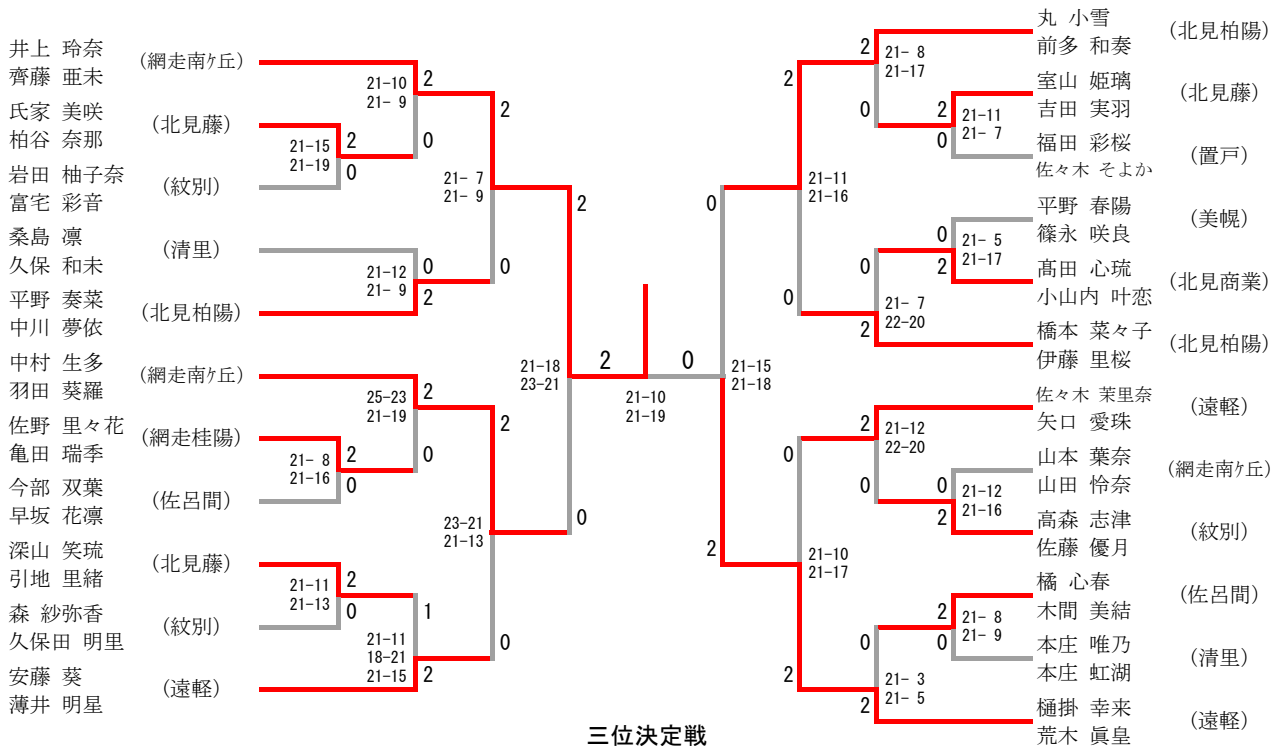 井上 玲奈
齊藤 亜未
(網走南ｹ丘)
氏家 美咲
柏谷 奈那
(北見藤)
岩田 柚子奈
富宅 彩音
(紋別)
桑島 凛
久保 和未
(清里)
平野 奏菜
中川 夢依
(北見柏陽)
中村 生多
羽田 葵羅
(網走南ｹ丘)
佐野 里々花
亀田 瑞季
(網走桂陽)
今部 双葉
早坂 花凛
(佐呂間)
深山 笑琉
引地 里緒
(北見藤)
森 紗弥香
久保田 明里
(紋別)
安藤 葵
薄井 明星
(遠軽)
21-15
21-19
2
0
21- 8
21-16
2
0
21-11
21-13
2
0
21-10
21- 9
2
0
21-12
21- 9
0
2
25-23
21-19
2
0
21-11
18-21
21-15
1
2
21- 7
21- 9
2
0
23-21
21-13
2
0
21-18
23-21
2
0
2
0
21-10
21-19
21-15
21-18
0
2
21-11
21-16
2
0
21-10
21-17
0
2
21- 8
21-17
2
0
21- 7
22-20
0
2
21-12
22-20
2
0
21- 3
21- 5
0
2
21-11
21- 7
2
0
21- 5
21-17
0
2
21-12
21-16
0
2
21- 8
21- 9
2
0
丸 小雪
前多 和奏
(北見柏陽)
室山 姫璃
吉田 実羽
(北見藤)
福田 彩桜
佐々木 そよか
(置戸)
平野 春陽
篠永 咲良
(美幌)
髙田 心琉
小山内 叶恋
(北見商業)
橋本 菜々子
伊藤 里桜
(北見柏陽)
佐々木 茉里奈
矢口 愛珠
(遠軽)
山本 葉奈
山田 怜奈
(網走南ｹ丘)
高森 志津
佐藤 優月
(紋別)
橘 心春
木間 美結
(佐呂間)
本庄 唯乃
本庄 虹湖
(清里)
樋掛 幸来
荒木 眞皇
(遠軽)
三位決定戦